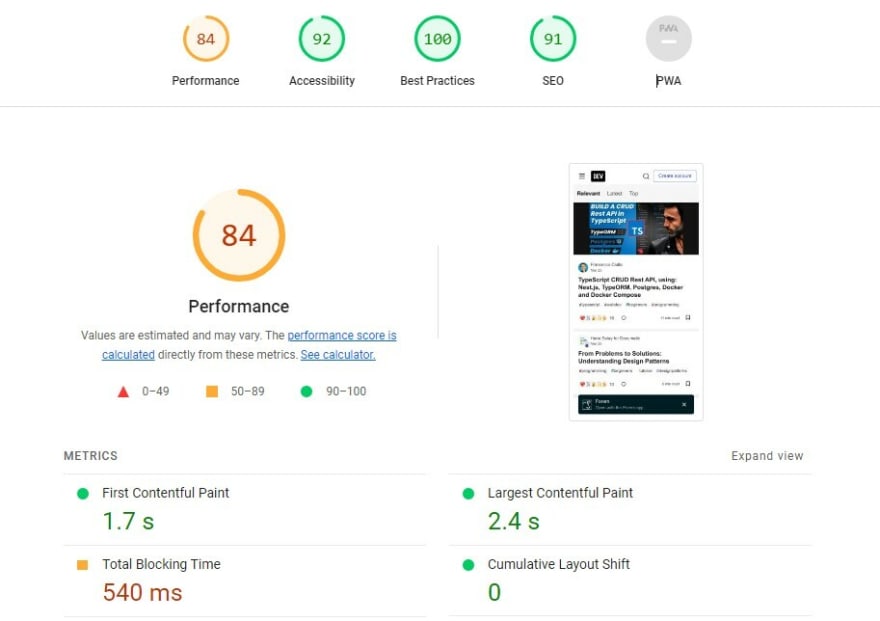 84
92
100
91
PWA
Performance
Accessibility
Best Practices
SEO
PWA
84
Performance
Values are estimated and may vary. The performance score is
calculated directly from these metrics. See calculator.
0–49
50–89
90–100
DEV
Create account
Relevant Latest Top
BUILD A CRUD
Rest API in
TypeScript
TypeORM
Postgres
Docker
TS
TypeScript CRUD Rest API, using:
Nest.js, TypeORM, Postgres, Docker
and Docker Compose
From Problems to Solutions:
Understanding Design Patterns
METRICS
Expand view
First Contentful Paint
1.7 s
Largest Contentful Paint
2.4 s
Total Blocking Time
540 ms
Cumulative Layout Shift
0